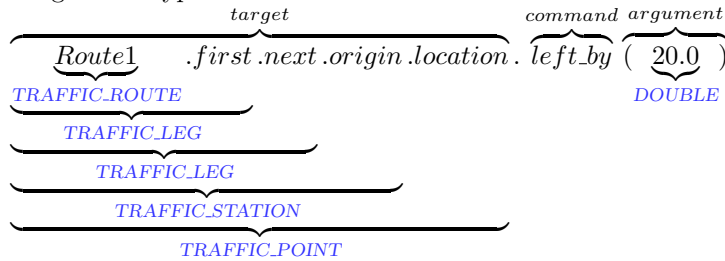 target command argument
Route1 .first .next .origin .location . left_by ( 20.0 )
TRAFFIC_ROUTE DOUBLE
TRAFFIC_LEG
TRAFFIC_LEG
TRAFFIC_STATION
TRAFFIC_POINT